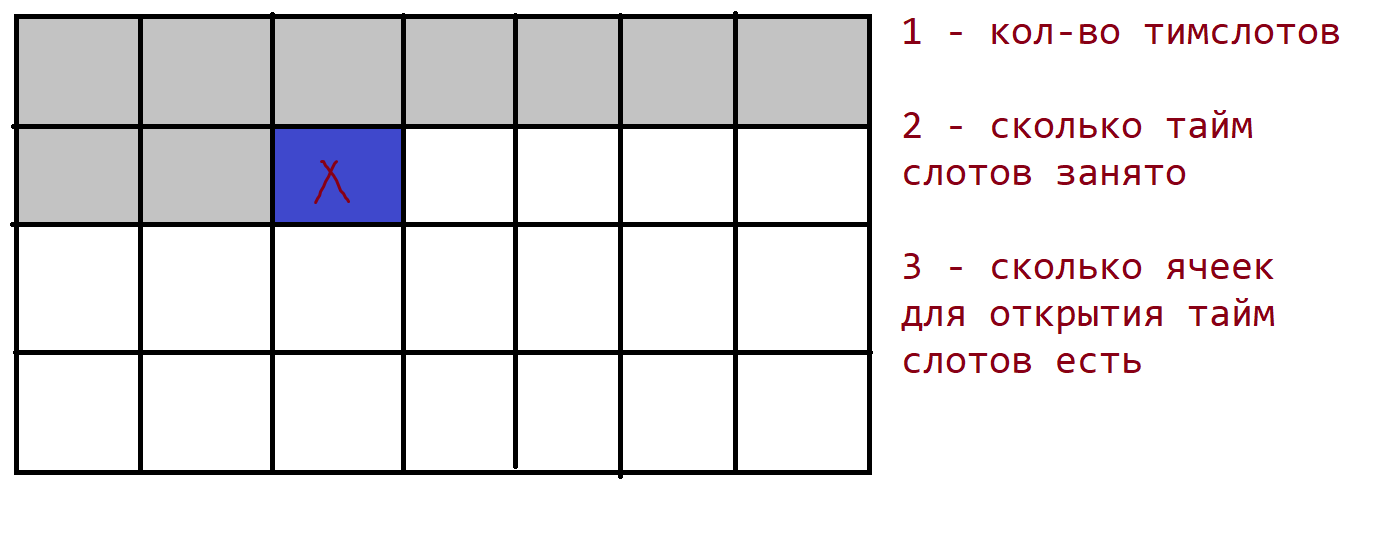 1 - кол-во тимслотов
2 - сколько тайм
слотов занято
3 - сколько ячеек
для открытия тайм
слотов есть
X